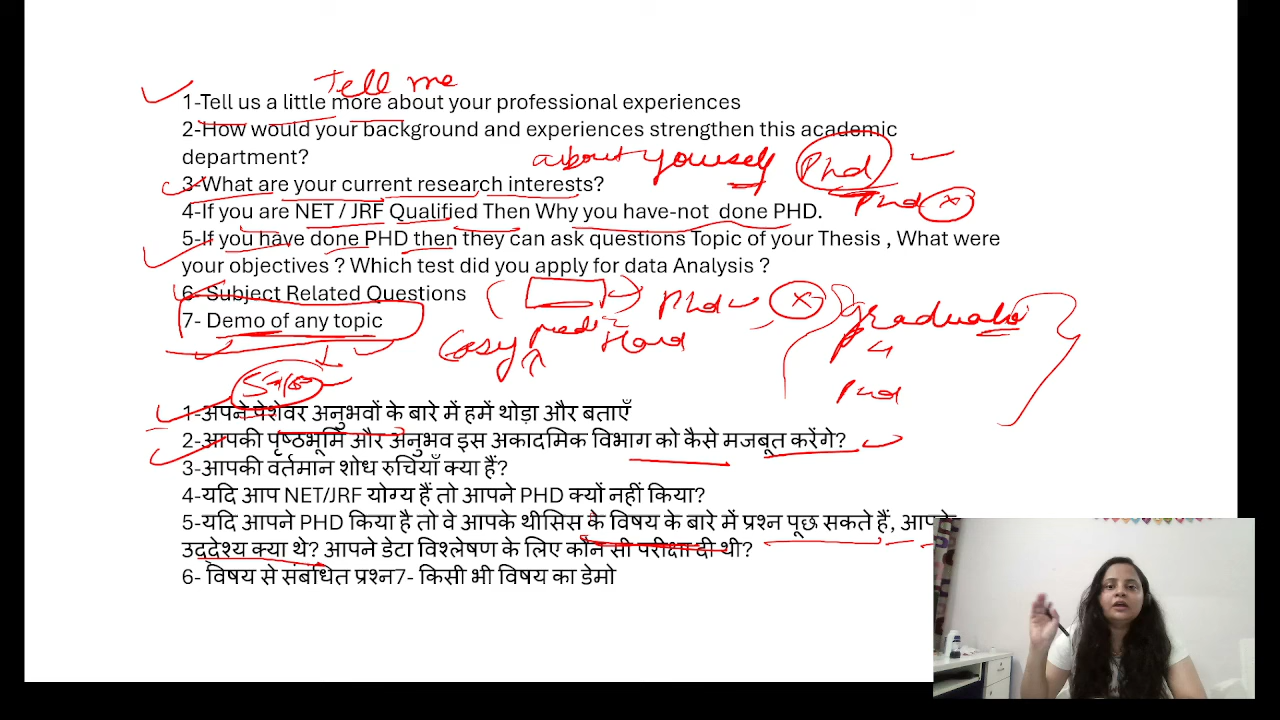 Tell me
1-Tell us a little more about your professional experiences
2-How would your background and experiences strengthen this academic
department?
about yourself Phd
3-What are your current research interests?
Phd
4-If you are NET / JRF Qualified Then Why you have-not done PHD.
5-If you have done PHD then they can ask questions Topic of your Thesis , What were
your objectives ? Which test did you apply for data Analysis ?
6- Subject Related Questions
Phd
graduate
7- Demo of any topic
Easy Hard
Phd
1-अपने पेशेवर अनुभवों के बारे में हमें थोड़ा और बताएँ
2-आपकी पृष्ठभूमि और अनुभव इस अकादमिक विभाग को कैसे मजबूत करेंगे?
3-आपकी वर्तमान शोध रुचियाँ क्या हैं?
4-यदि आप NET/JRF योग्य हैं तो आपने PHD क्यों नहीं किया?
5-यदि आपने PHD किया है तो वे आपके थीसिस के विषय के बारे में प्रश्न पूछ सकते हैं, आपके
उद्देश्य क्या थे? आपने डेटा विश्लेषण के लिए कौन सी परीक्षा दी थी?
6- विषय से संबंधित प्रश्न7- किसी भी विषय का डेमो